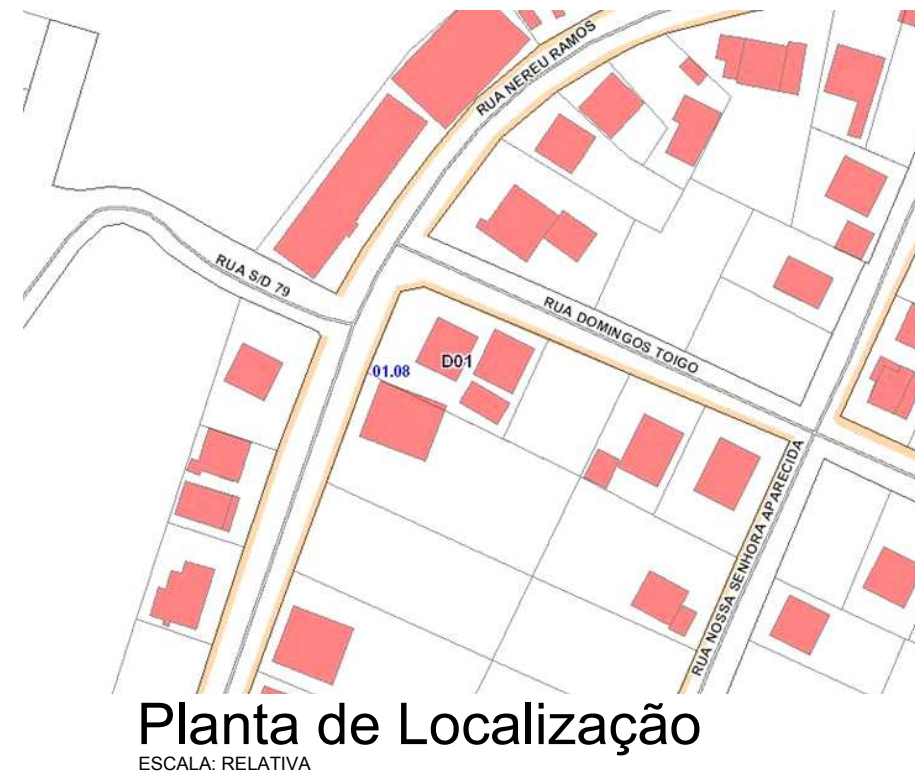 RUA NEREU RAMOS
RUA S/D 79
RUA DOMINGOS TOIGO
01.08
D01
RUA NOSSA SENHORA APARECIDA
Planta de Localização
ESCALA: RELATIVA